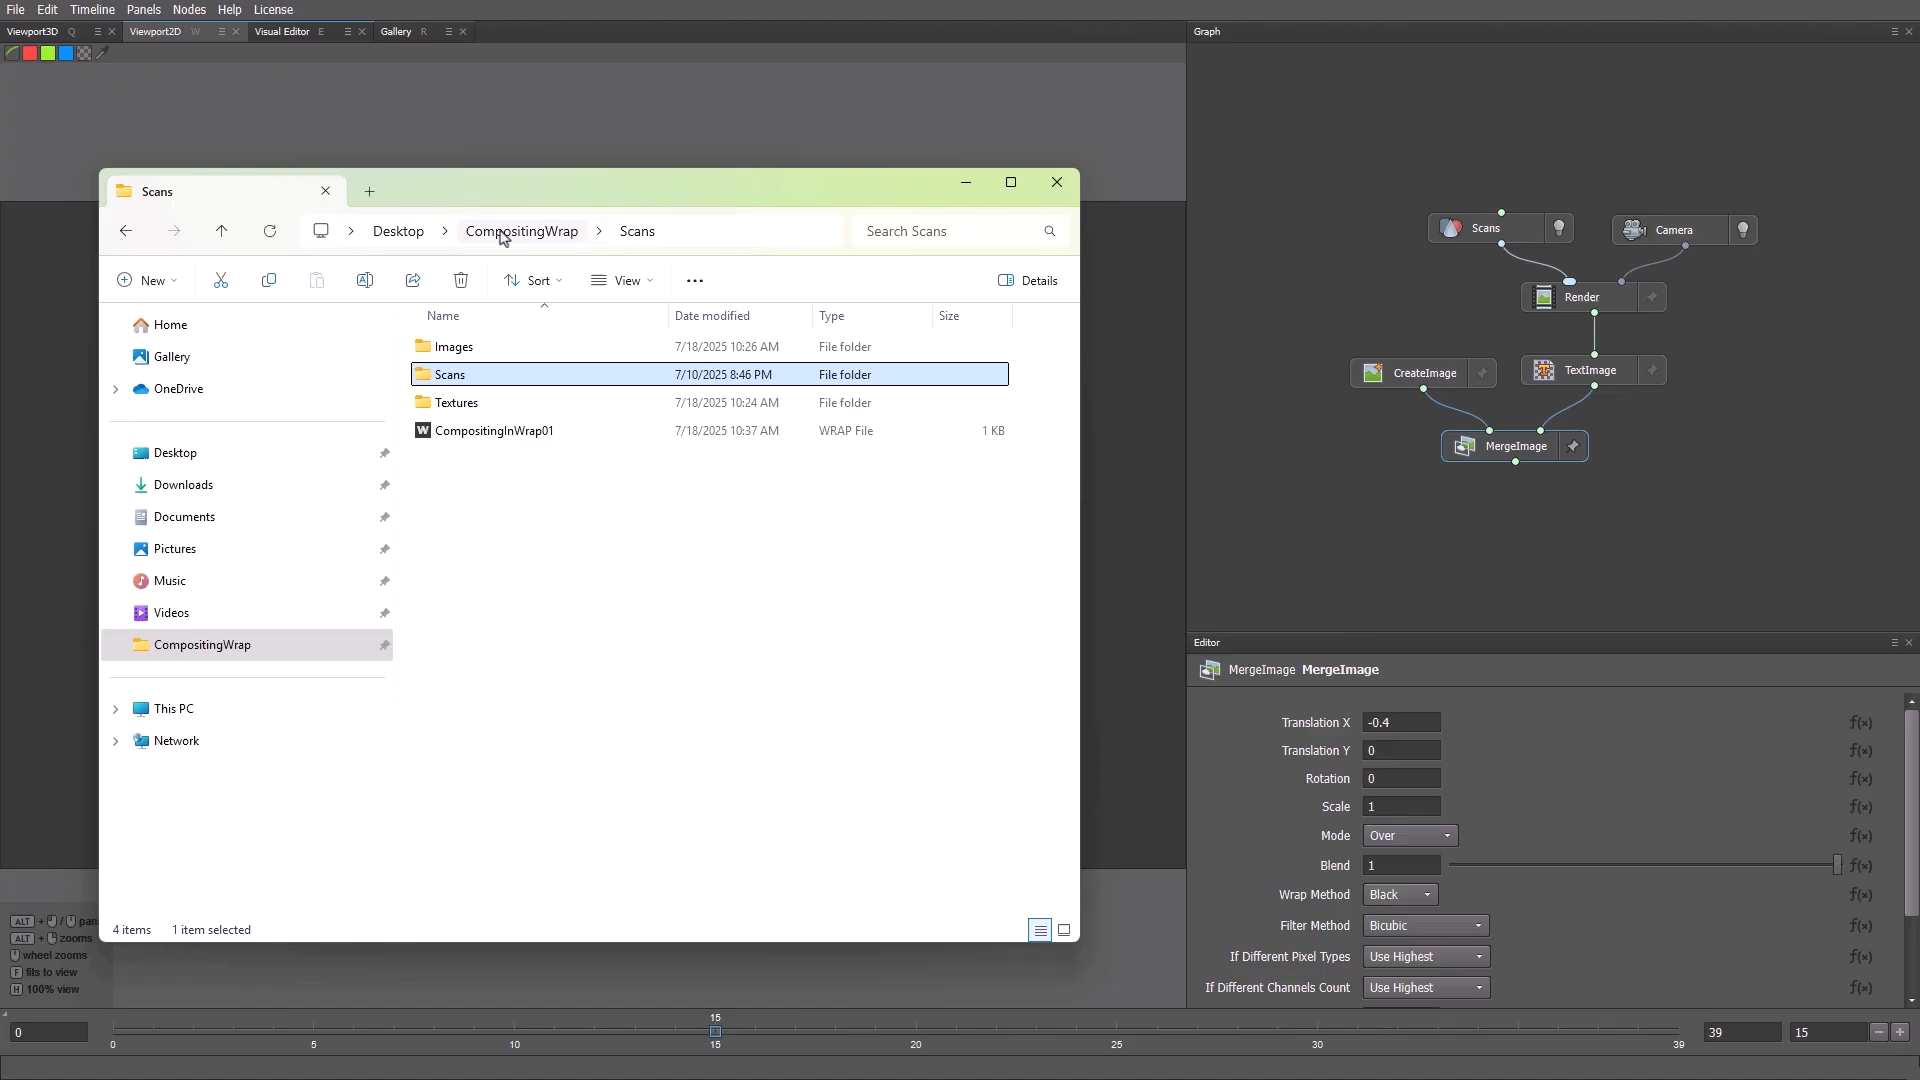 File Edit Timeline Panels Nodes Help License
Viewport3D Q Viewport2D W Visual Editor E Gallery R
Graph
Scans
Desktop CompositingWrap Scans
Search Scans
New Sort View Details
Name Date modified Type Size
Home
Gallery
OneDrive
Desktop
Downloads
Documents
Pictures
Music
Videos
CompositingWrap
This PC
Network
Images 7/18/2025 10:26 AM File folder
Scans 7/10/2025 8:46 PM File folder
Textures 7/18/2025 10:24 AM File folder
W CompositingInWrap01 7/18/2025 10:37 AM WRAP File 1 KB
4 items 1 item selected
Scans
Camera
Render
CreateImage
TextImage
MergeImage
Editor
MergeImage MergeImage
Translation X -0.4 f(x)
Translation Y 0 f(x)
Rotation 0 f(x)
Scale 1 f(x)
Mode Over f(x)
Blend 1 f(x)
Wrap Method Black f(x)
Filter Method Bicubic f(x)
If Different Pixel Types Use Highest f(x)
If Different Channels Count Use Highest f(x)
ALT + / pan
ALT + zooms
wheel zooms
F fits to view
H 100% view
15
0 39 15
0 5 10 15 20 25 30 39